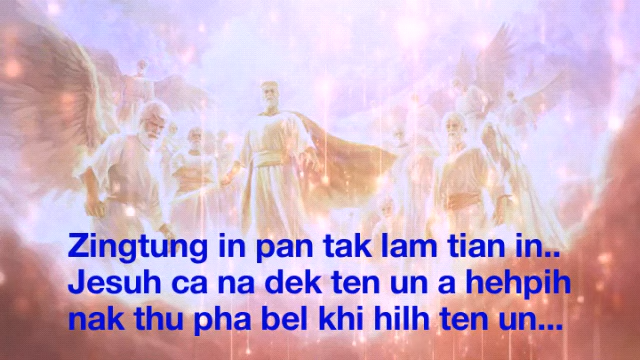 Zingtung in pan tak lam tian in..
Jesuh ca na dek ten un a hehpih
nak thu pha bel khi hilh ten un...